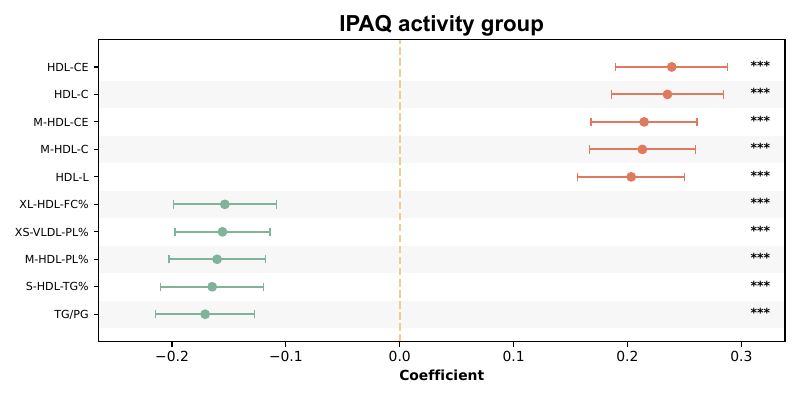 IPAQ activity group
HDL-CE ***
HDL-C ***
M-HDL-CE ***
M-HDL-C ***
HDL-L ***
XL-HDL-FC% ***
XS-VLDL-PL% ***
M-HDL-PL% ***
S-HDL-TG% ***
TG/PG ***
−0.2 −0.1 0.0 0.1 0.2 0.3
Coefficient